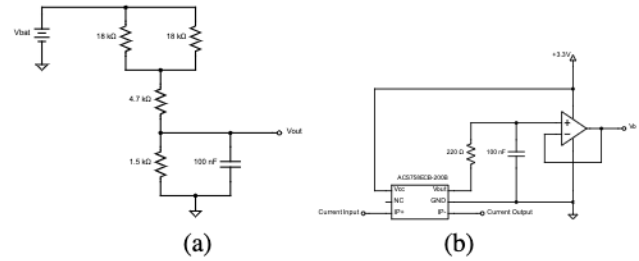 Vbat
18 kΩ
18 kΩ
4.7 kΩ
Vout
1.5 kΩ
100 nF
(a)
+3.3V
+
−
Vo
220 Ω
100 nF
ACS758ECB-200B
Vcc
Vout
NC
GND
IP+
IP-
Current Input
Current Output
(b)